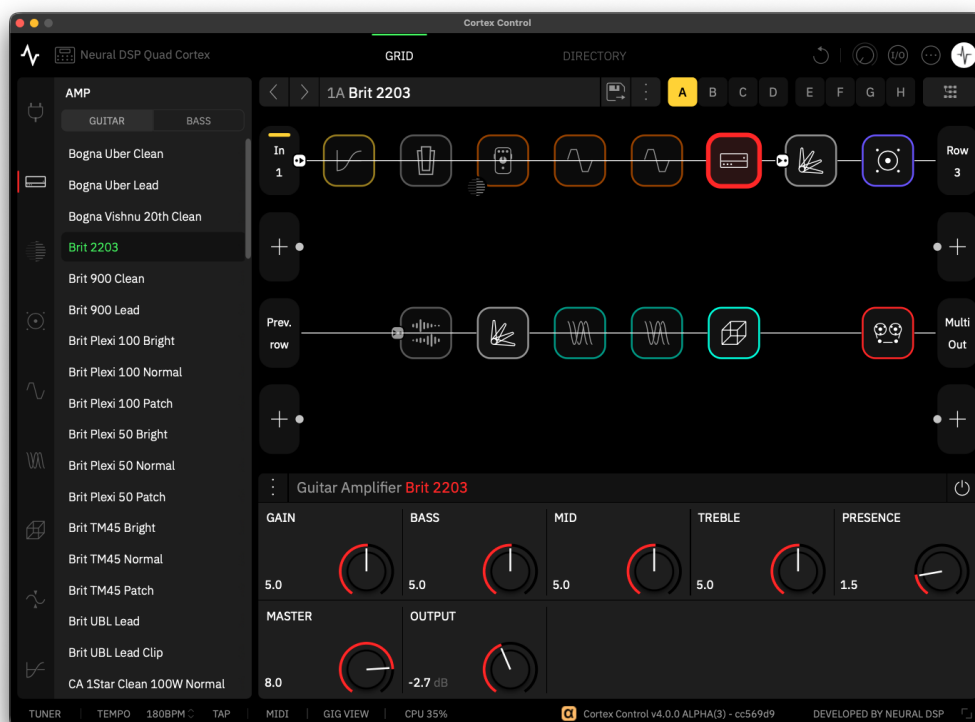 Cortex Control
Neural DSP Quad Cortex
GRID
DIRECTORY
I/O
AMP
GUITAR
BASS
Bogna Uber Clean
Bogna Uber Lead
Bogna Vishnu 20th Clean
Brit 2203
Brit 900 Clean
Brit 900 Lead
Brit Plexi 100 Bright
Brit Plexi 100 Normal
Brit Plexi 100 Patch
Brit Plexi 50 Bright
Brit Plexi 50 Normal
Brit Plexi 50 Patch
Brit TM45 Bright
Brit TM45 Normal
Brit TM45 Patch
Brit UBL Lead
Brit UBL Lead Clip
CA 1Star Clean 100W Normal
1A Brit 2203
A B C D E F G H
In
1
Row
3
Prev.
row
Multi
Out
Guitar Amplifier Brit 2203
GAIN
5.0
BASS
5.0
MID
5.0
TREBLE
5.0
PRESENCE
1.5
MASTER
8.0
OUTPUT
-2.7 dB
TUNER
TEMPO 180BPM TAP
MIDI
GIG VIEW
CPU 35%
α Cortex Control v4.0.0 ALPHA(3) - cc569d9
DEVELOPED BY NEURAL DSP